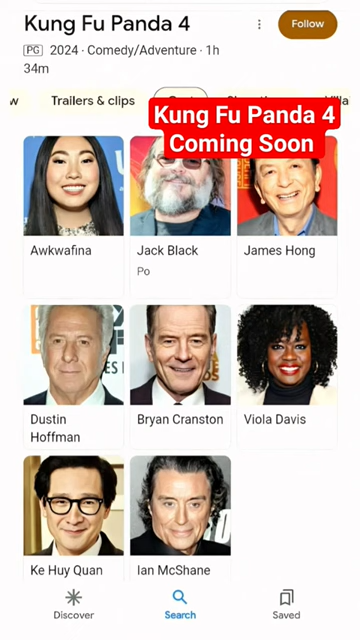 Kung Fu Panda 4
Follow
PG 2024 · Comedy/Adventure · 1h
34m
Trailers & clips
Kung Fu Panda 4
Coming Soon
Awkwafina
Jack Black
James Hong
Po
Dustin
Hoffman
Bryan Cranston
Viola Davis
Ke Huy Quan
Ian McShane
Discover
Search
Saved